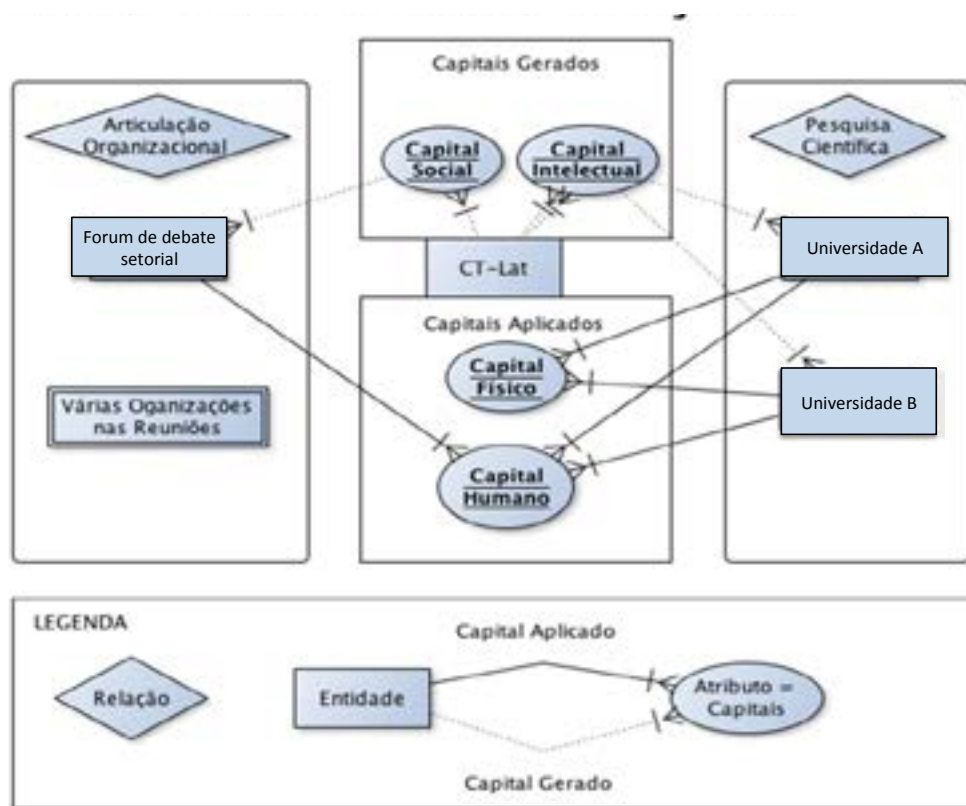 Capitais Gerados
Articulação
Organizacional
Capital
Social
Capital
Intelectual
Pesquisa
Científica
Forum de debate
setorial
CT-Lat
Universidade A
Capitais Aplicados
Capital
Físico
Várias Oganizações
nas Reuniões
Universidade B
Capital
Humano
LEGENDA
Capital Aplicado
Relação
Entidade
Atributo =
Capitais
Capital Gerado